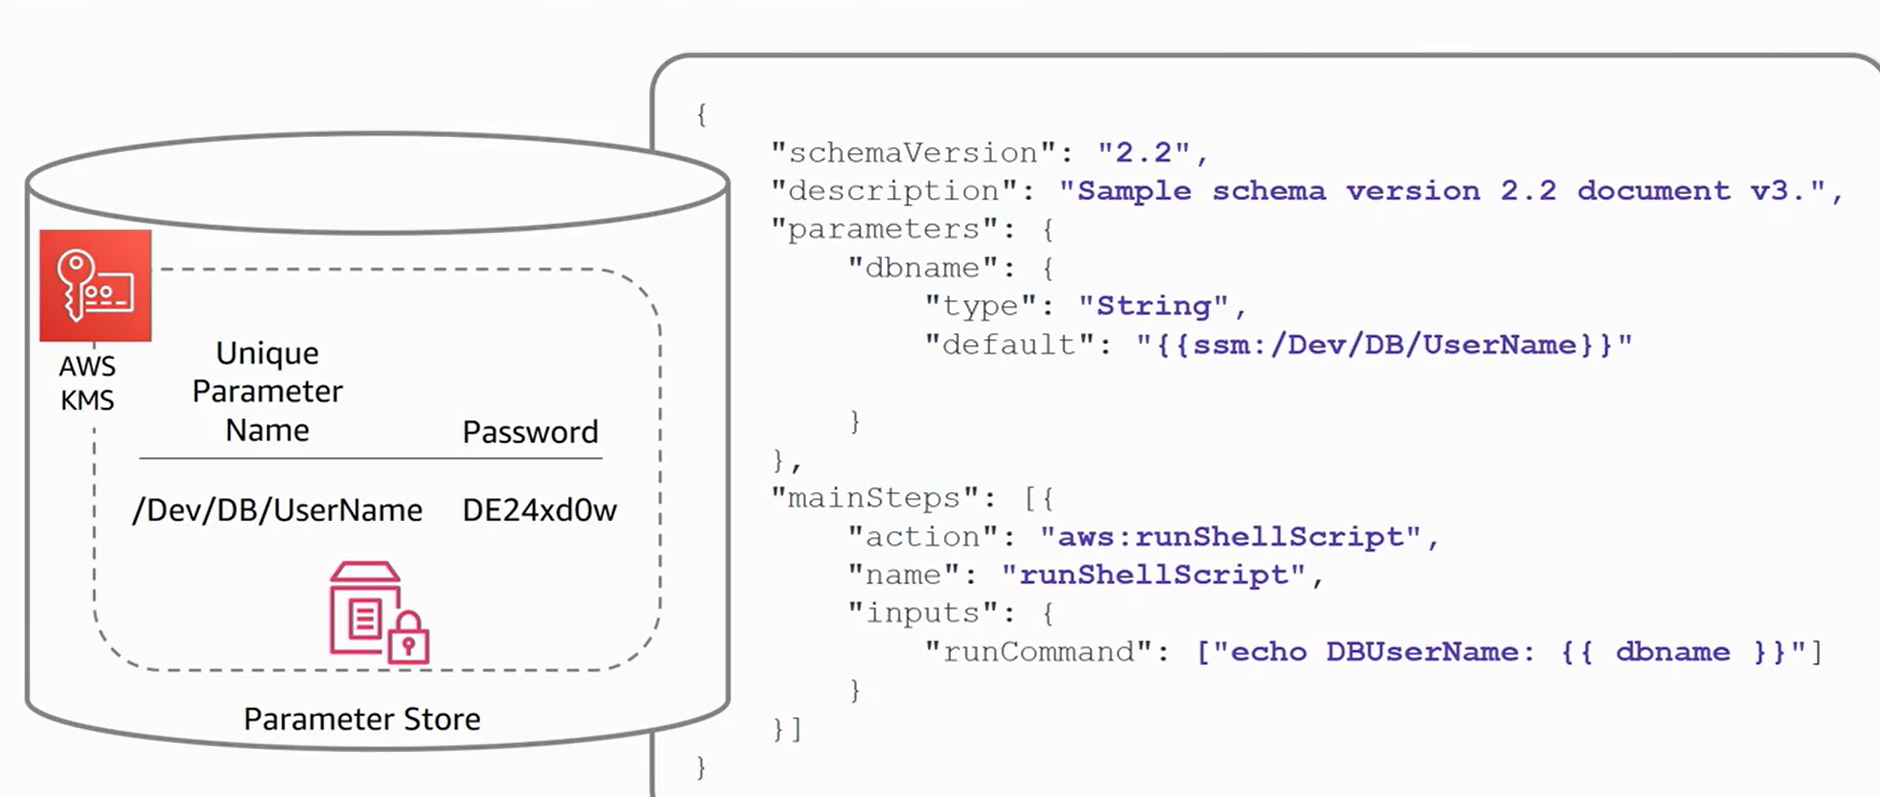 AWS
KMS
Unique
Parameter
Name
Password
/Dev/DB/UserName DE24xd0w
Parameter Store
{
"schemaVersion": "2.2",
"description": "Sample schema version 2.2 document v3.",
"parameters": {
"dbname": {
"type": "String",
"default": "{{ssm:/Dev/DB/UserName}}"
}
},
"mainSteps": [{
"action": "aws:runShellScript",
"name": "runShellScript",
"inputs": {
"runCommand": ["echo DBUserName: {{ dbname }}"]
}
}]
}